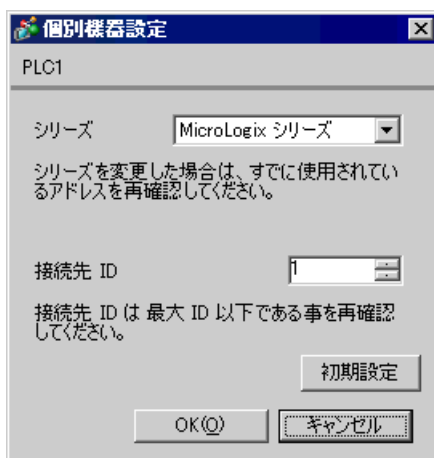 個別機器設定
PLC1
シリーズ MicroLogix シリーズ
シリーズを変更した場合は、すでに使用されてい
るアドレスを再確認してください。
接続先 ID 1
接続先 ID は 最大 ID 以下である事を再確認
してください。
初期設定
OK(O) キャンセル